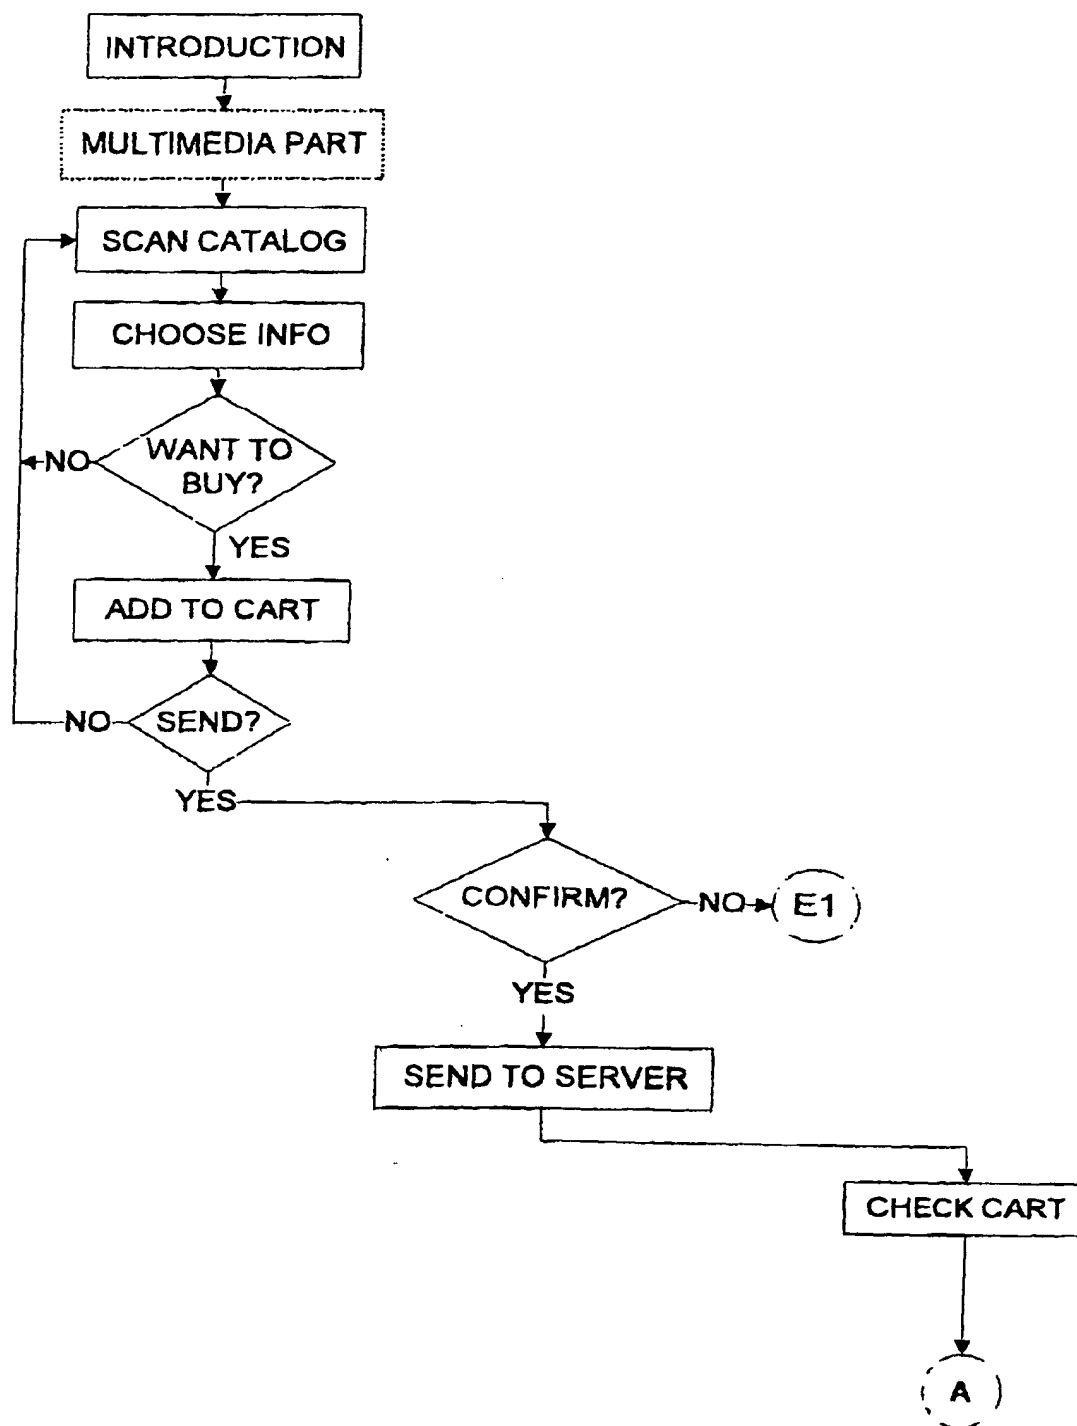 INTRODUCTION
MULTIMEDIA PART
SCAN CATALOG
CHOOSE INFO
WANT TO
BUY?
NO
YES
ADD TO CART
SEND?
NO
YES
CONFIRM?
NO
E1
YES
SEND TO SERVER
CHECK CART
A